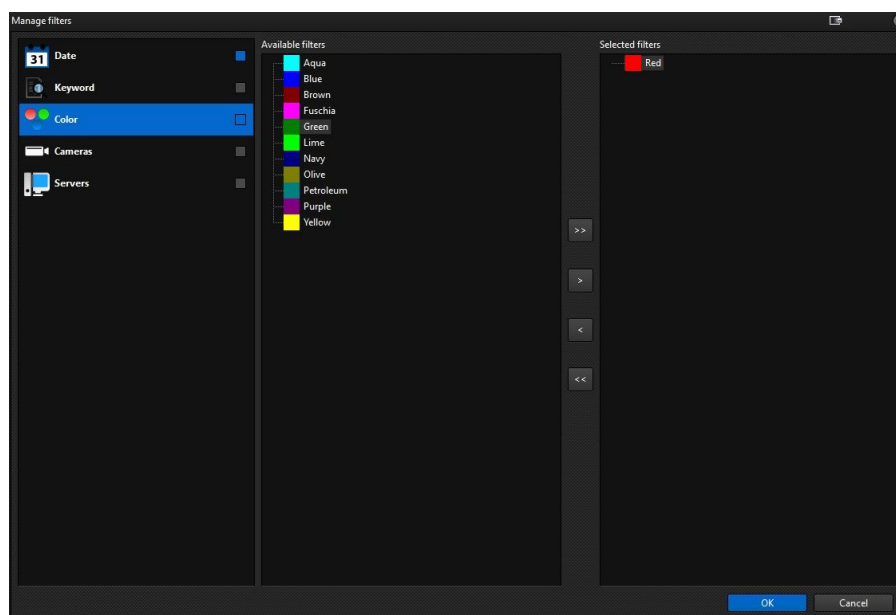 Manage filters
31
Date
Keyword
Color
Cameras
Servers
Available filters
Aqua
Blue
Brown
Fuschia
Green
Lime
Navy
Olive
Petroleum
Purple
Yellow
>>
>
<
<<
Selected filters
Red
OK
Cancel